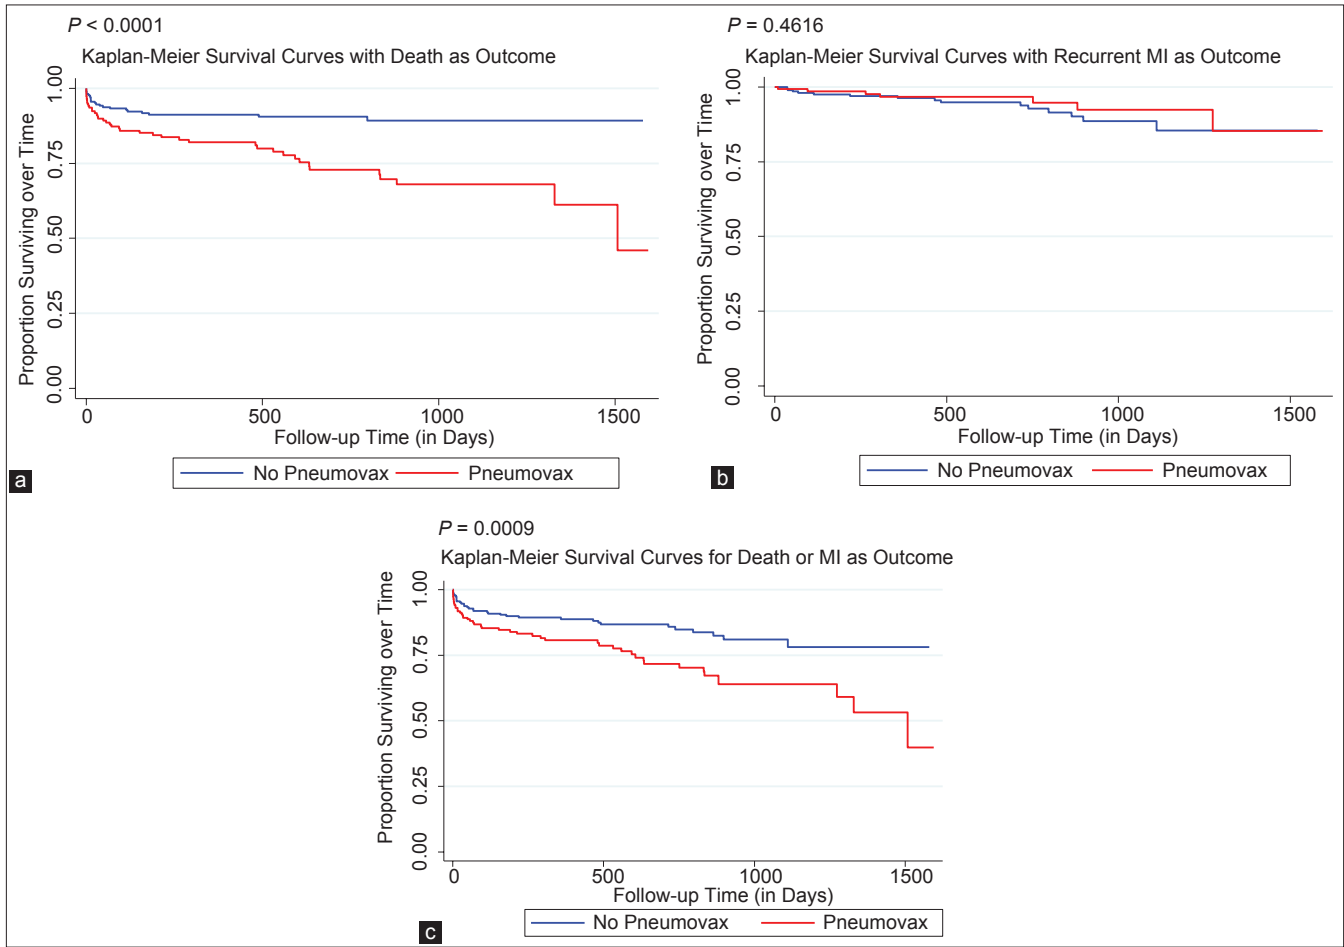 P < 0.0001
Kaplan-Meier Survival Curves with Death as Outcome
Proportion Surviving over Time
1.00
0.75
0.50
0.25
0.00
0 500 1000 1500
Follow-up Time (in Days)
No Pneumovax Pneumovax
a
P = 0.4616
Kaplan-Meier Survival Curves with Recurrent MI as Outcome
Proportion Surviving over Time
1.00
0.75
0.50
0.25
0.00
0 500 1000 1500
Follow-up Time (in Days)
No Pneumovax Pneumovax
b
P = 0.0009
Kaplan-Meier Survival Curves for Death or MI as Outcome
Proportion Surviving over Time
1.00
0.75
0.50
0.25
0.00
0 500 1000 1500
Follow-up Time (in Days)
No Pneumovax Pneumovax
c